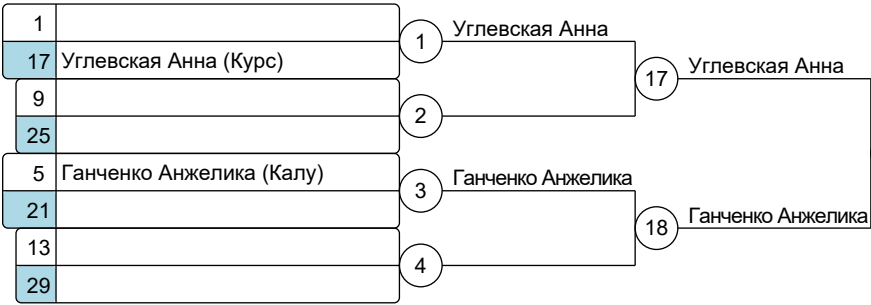 1
1 Углевская Анна
17 Углевская Анна (Курс)
17 Углевская Анна
9
2
25
5 Ганченко Анжелика (Калу)
3 Ганченко Анжелика
21
18 Ганченко Анжелика
13
4
29